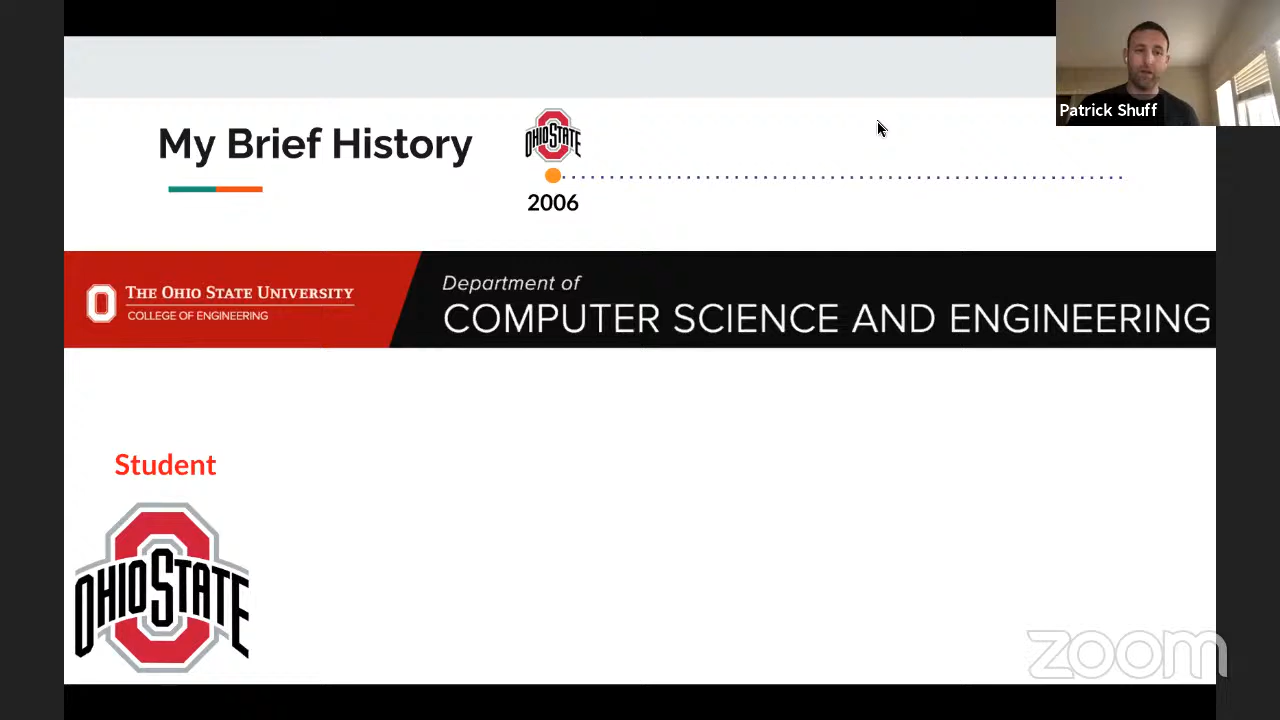 Patrick Shuff
My Brief History
OHIO STATE
2006
THE OHIO STATE UNIVERSITY
COLLEGE OF ENGINEERING
Department of
COMPUTER SCIENCE AND ENGINEERING
Student
OHIO STATE
zoom